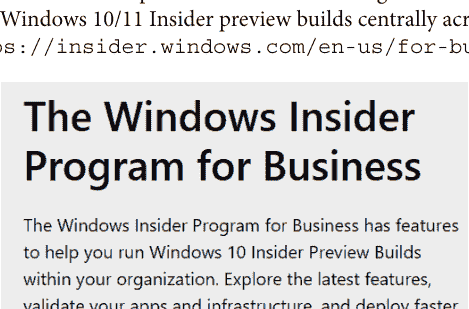 Windows 10/11 Insider preview builds centrally acr
s://insider.windows.com/en-us/for-bu
The Windows Insider
Program for Business
The Windows Insider Program for Business has features
to help you run Windows 10 Insider Preview Builds
within your organization. Explore the latest features,
validate your apps and infrastructure, and deploy faster